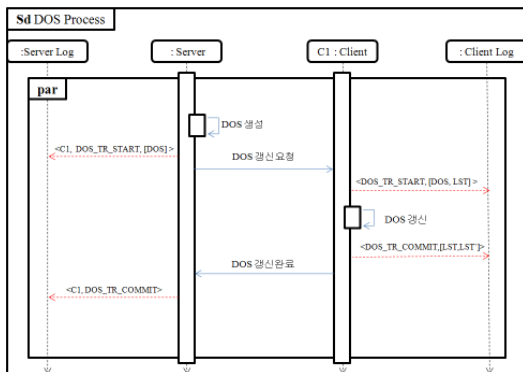 Sd DOS Process
:Server Log
: Server
C1 : Client
: Client Log
par
DOS 생성
<C1, DOS_TR_START, [DOS] >
DOS 갱신요청
<DOS_TR_START, [DOS, LST] >
DOS 갱신
<DOS_TR_COMMIT,[LST,LST']>
DOS 갱신완료
<C1, DOS_TR_COMMIT>